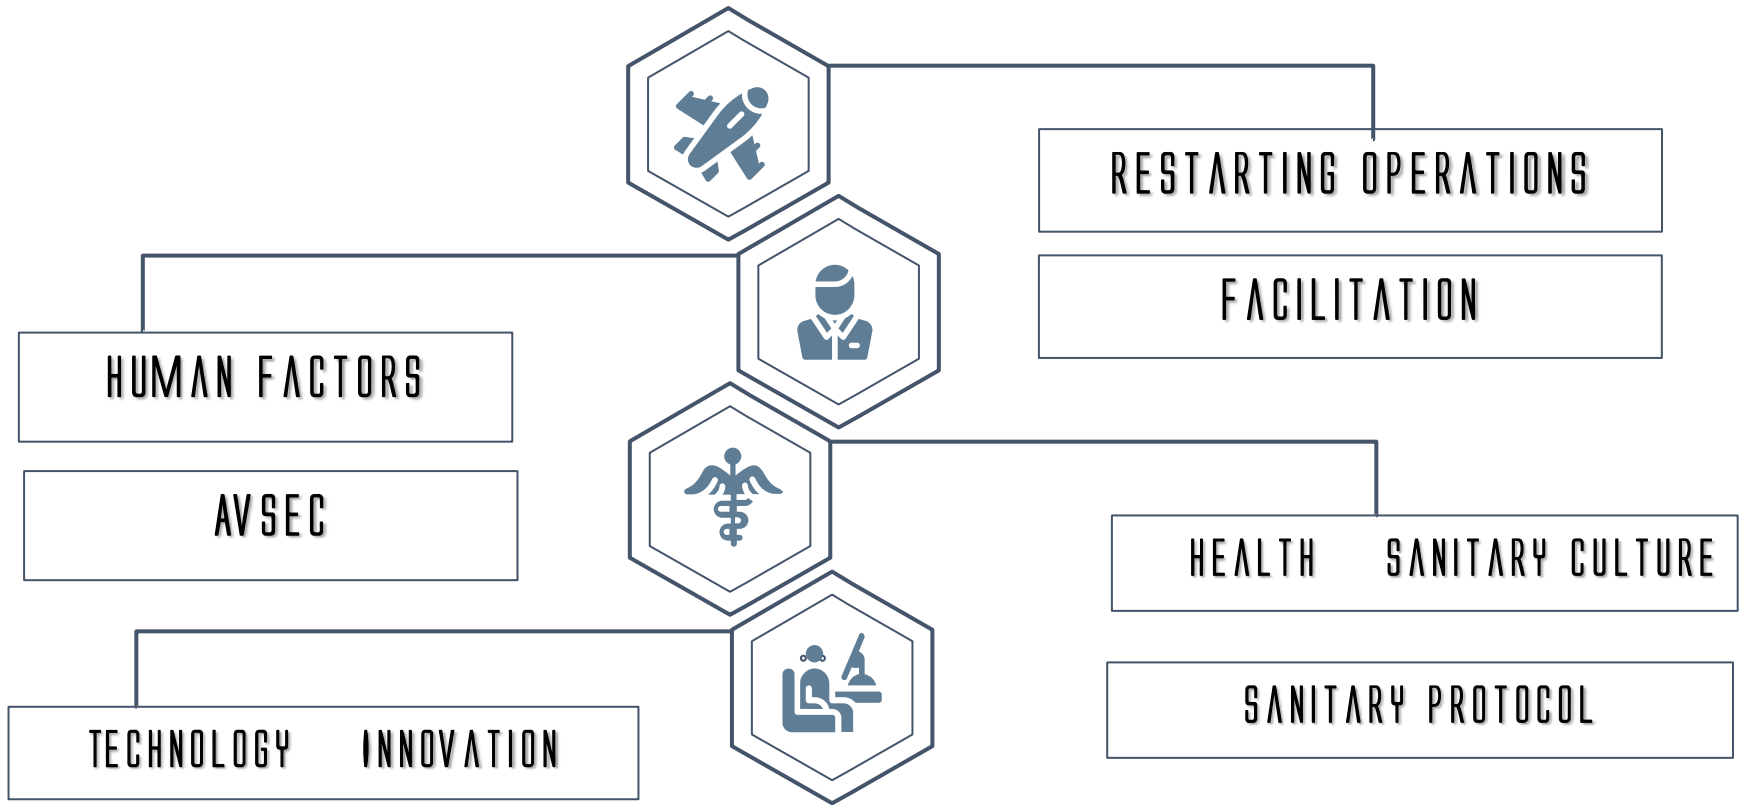 RESTARTING OPERATIONS
FACILITATION
HUMAN FACTORS
AVSEC
HEALTH SANITARY CULTURE
SANITARY PROTOCOL
TECHNOLOGY INNOVATION